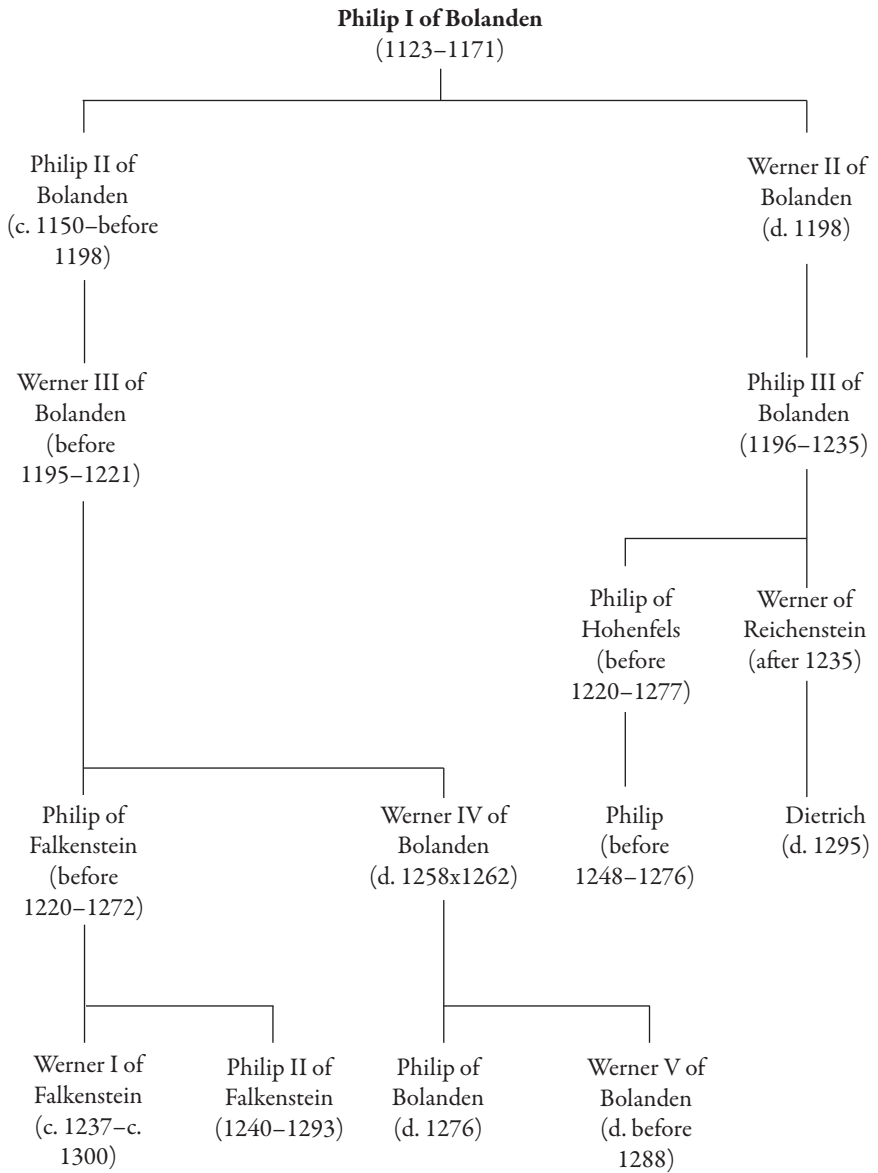 Philip I of Bolanden
(1123–1171)
Philip II of
Bolanden
(c. 1150–before
1198)
Werner II of
Bolanden
(d. 1198)
Werner III of
Bolanden
(before
1195–1221)
Philip III of
Bolanden
(1196–1235)
Philip of
Hohenfels
(before
1220–1277)
Werner of
Reichenstein
(after 1235)
Philip of
Falkenstein
(before
1220–1272)
Werner IV of
Bolanden
(d. 1258x1262)
Philip
(before
1248–1276)
Dietrich
(d. 1295)
Werner I of
Falkenstein
(c. 1237–c.
1300)
Philip II of
Falkenstein
(1240–1293)
Philip of
Bolanden
(d. 1276)
Werner V of
Bolanden
(d. before
1288)